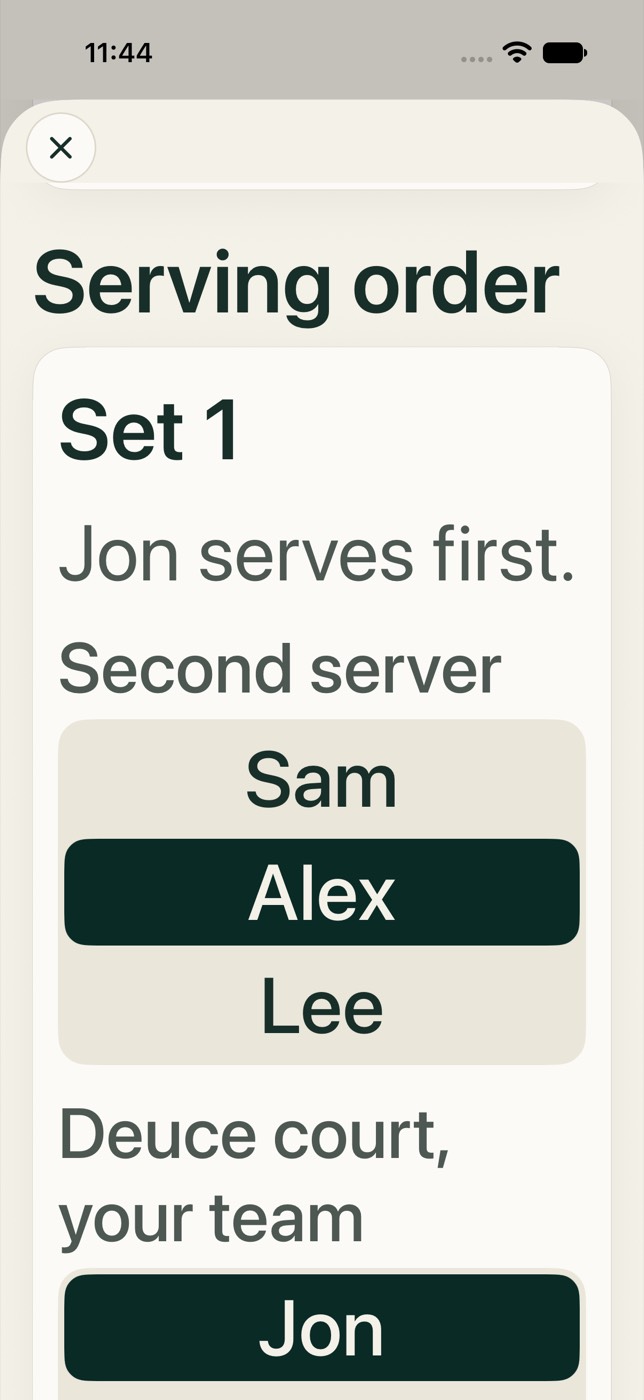 11:44
Serving order
Set 1
Jon serves first.
Second server
Sam
Alex
Lee
Deuce court,
your team
Jon